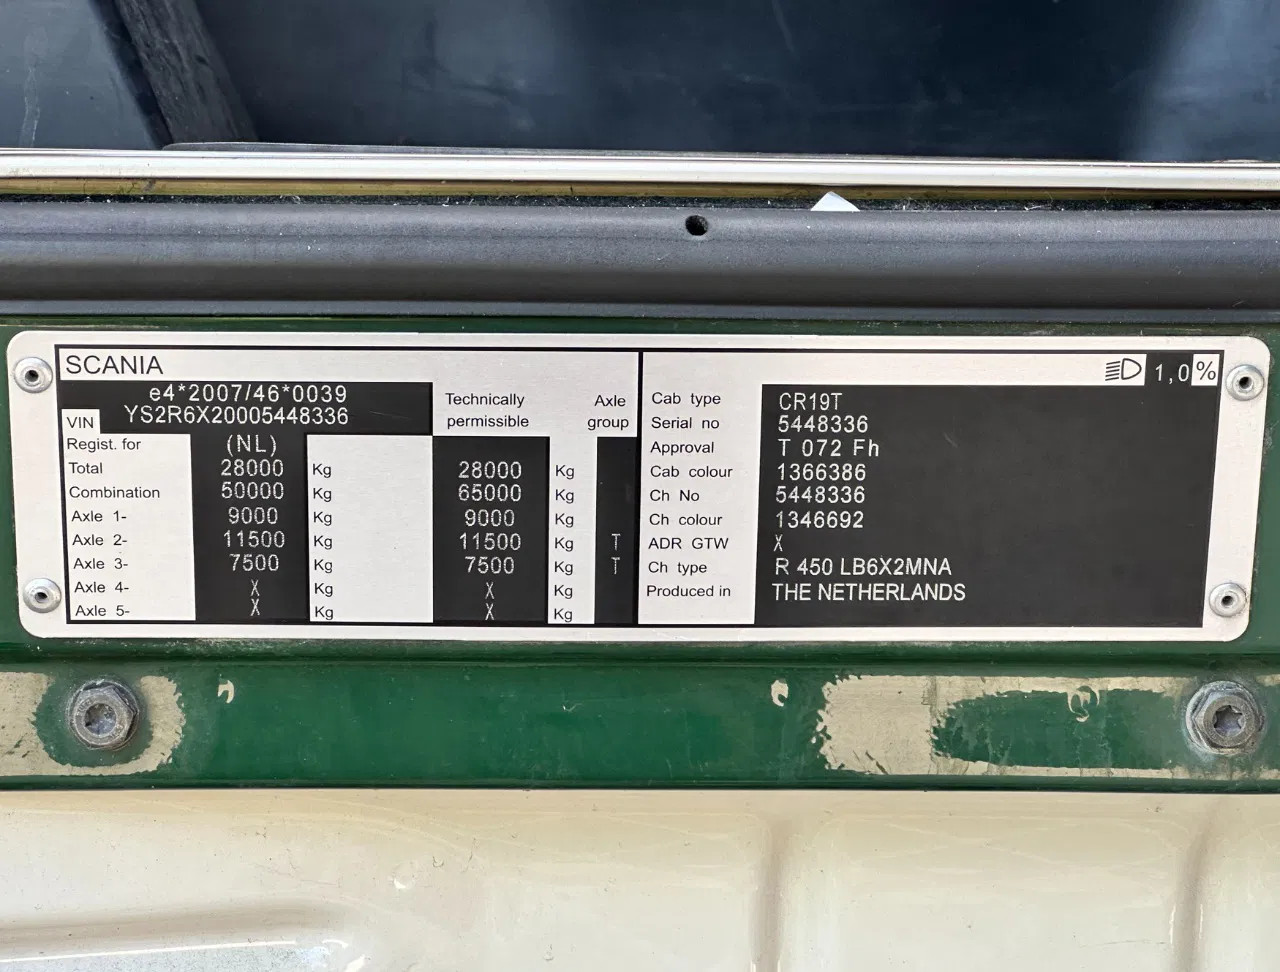 SCANIA
e4*2007/46*0039
VIN YS2R6X20005448336
Technically permissible
Axle group
Regist. for (NL)
Total 28000 Kg 28000 Kg
Combination 50000 Kg 65000 Kg
Axle 1- 9000 Kg 9000 Kg
Axle 2- 11500 Kg 11500 Kg T
Axle 3- 7500 Kg 7500 Kg T
Axle 4- X Kg X Kg
Axle 5- X Kg X Kg
1,0%
Cab type CR19T
Serial no 5448336
Approval T 072 Fh
Cab colour 1366386
Ch No 5448336
Ch colour 1346692
ADR GTW X
Ch type R 450 LB6X2MNA
Produced in THE NETHERLANDS